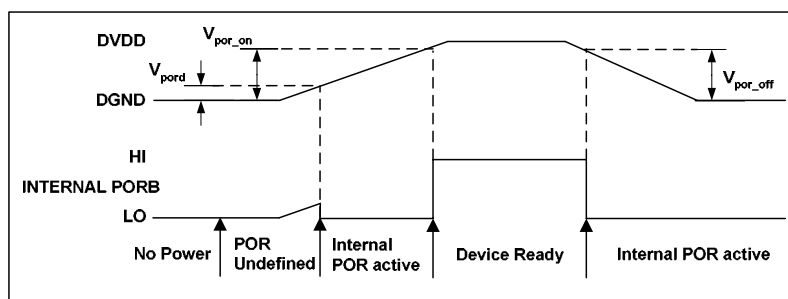 DVDD
Vpor_on
Vpord
DGND
Vpor_off
HI
INTERNAL PORB
LO
No Power
POR
Undefined
Internal
POR active
Device Ready
Internal POR active